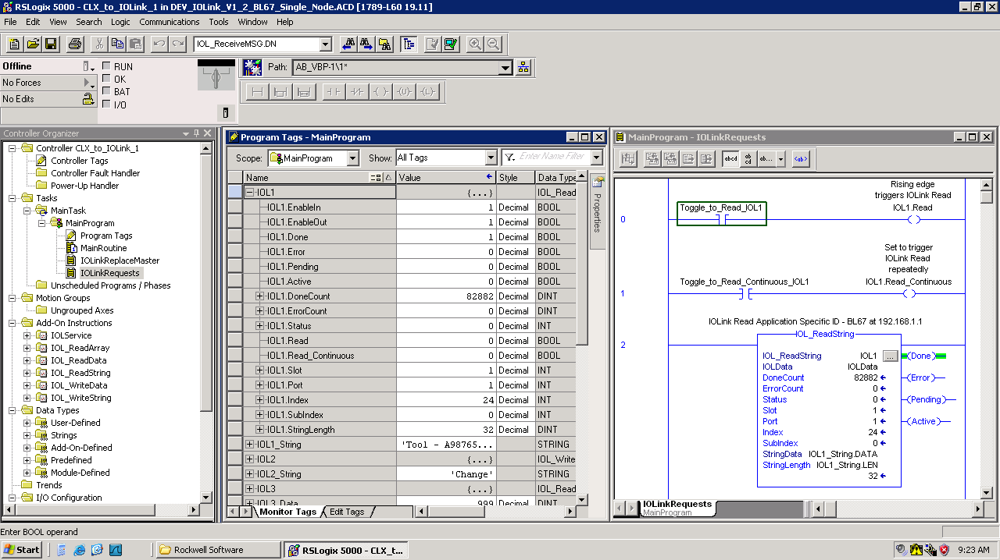 RSLogix 5000 - CLX_to_IOLink_1 in DEV_IOLink_V1_2_BL67_Single_Node.ACD [1789-L60 19.11]
File Edit View Search Logic Communications Tools Window Help
IOL_ReceiveMSG.DN
Offline
RUN
No Forces
OK
No Edits
BAT
I/O
Path: AB_VBP-1\1*
Controller Organizer
Controller CLX_to_IOLink_1
Controller Tags
Controller Fault Handler
Power-Up Handler
Tasks
MainTask
MainProgram
Program Tags
MainRoutine
IOLinkReplaceMaster
IOLinkRequests
Unscheduled Programs / Phases
Motion Groups
Ungrouped Axes
Add-On Instructions
IOLService
IOL_ReadArray
IOL_ReadData
IOL_ReadString
IOL_WriteData
IOL_WriteString
Data Types
User-Defined
Strings
Add-On-Defined
Predefined
Module-Defined
Trends
I/O Configuration
Program Tags - MainProgram
Scope: MainProgram Show: All Tags Enter Name Filter
Name Value Style Data Type
IOL1 {...} IOL_Read
IOL1.EnableIn 1 Decimal BOOL
IOL1.EnableOut 1 Decimal BOOL
IOL1.Done 1 Decimal BOOL
IOL1.Error 0 Decimal BOOL
IOL1.Pending 0 Decimal BOOL
IOL1.Active 0 Decimal BOOL
IOL1.DoneCount 82882 Decimal DINT
IOL1.ErrorCount 0 Decimal DINT
IOL1.Status 0 Decimal INT
IOL1.Read 0 Decimal BOOL
IOL1.Read_Continuous 0 Decimal BOOL
IOL1.Slot 1 Decimal INT
IOL1.Port 1 Decimal INT
IOL1.Index 24 Decimal INT
IOL1.SubIndex 0 Decimal INT
IOL1.StringLength 32 Decimal DINT
IOL1_String 'Tool - A98765... STRING
IOL2 {...} IOL_Write
IOL2_String 'Change' STRING
IOL3 {...} IOL_Read
IOL3_Data 999 Decimal DINT
Monitor Tags Edit Tags
Properties
MainProgram - IOLinkRequests
abcd ab cd ab... <ab>
Rising edge
triggers IOLink Read
Toggle_to_Read_IOL1 IOL1.Read
0
Set to trigger
IOLink Read
repeatedly
Toggle_to_Read_Continuous_IOL1 IOL1.Read_Continuous
1
IOLink Read Application Specific ID - BL67 at 192.168.1.1
IOL_ReadString
2
IOL_ReadString IOL1 ... (Done)
IOLData IOLData
DoneCount 82882 (Error)
ErrorCount 0
Status 0 (Pending)
Slot 1
Port 1 (Active)
Index 24
SubIndex 0
StringData IOL1_String.DATA
StringLength IOL1_String.LEN
32
IOLinkRequests
MainProgram
Enter BOOL operand
Start Rockwell Software RSLogix 5000 - CLX_t... 9:23 AM